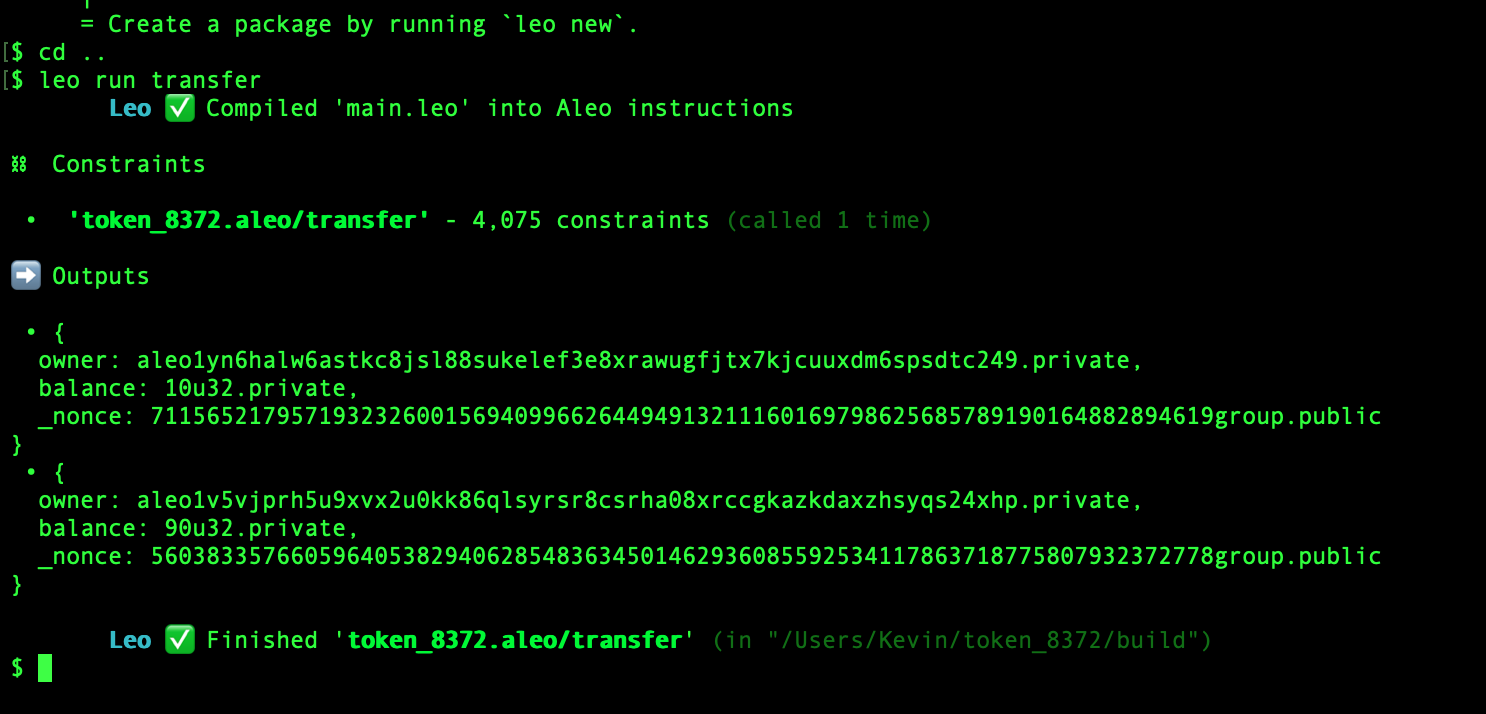 = Create a package by running `leo new`.
[$ cd ..
[$ leo run transfer
Leo ✅ Compiled 'main.leo' into Aleo instructions
⛓ Constraints
• 'token_8372.aleo/transfer' - 4,075 constraints (called 1 time)
➡️ Outputs
• {
owner: aleo1yn6halw6astkc8jsl88sukelef3e8xrawugfjtx7kjcuuxdm6spsdtc249.private,
balance: 10u32.private,
_nonce: 7115652179571932326001569409966264494913211160169798625685789190164882894619group.public
}
• {
owner: aleo1v5vjprh5u9xvx2u0kk86qlsyrsr8csrha08xrccgkazkdaxzhsyqs24xhp.private,
balance: 90u32.private,
_nonce: 5603833576605964053829406285483634501462936085592534117863718775807932372778group.public
}
Leo ✅ Finished 'token_8372.aleo/transfer' (in "/Users/Kevin/token_8372/build")
$